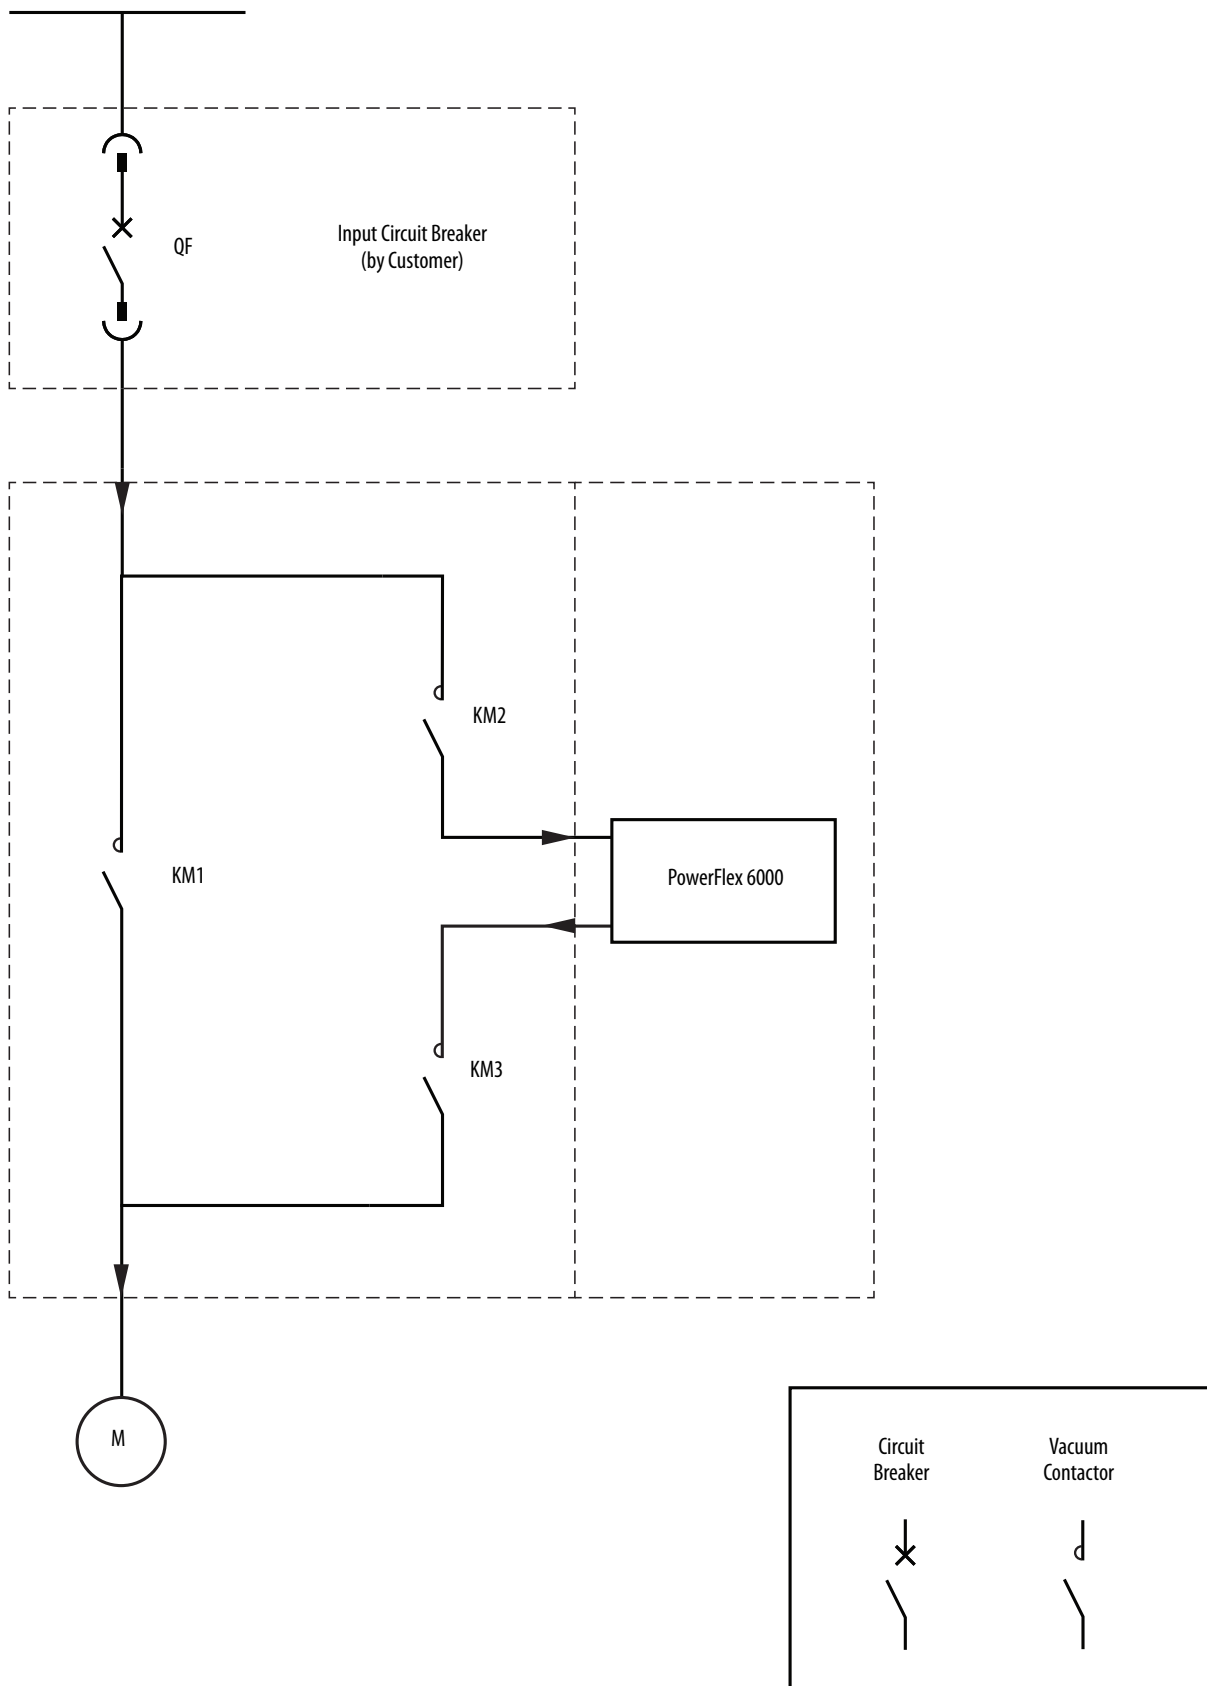 QF
Input Circuit Breaker
(by Customer)
KM2
KM1
PowerFlex 6000
KM3
M
Circuit
Breaker
Vacuum
Contactor